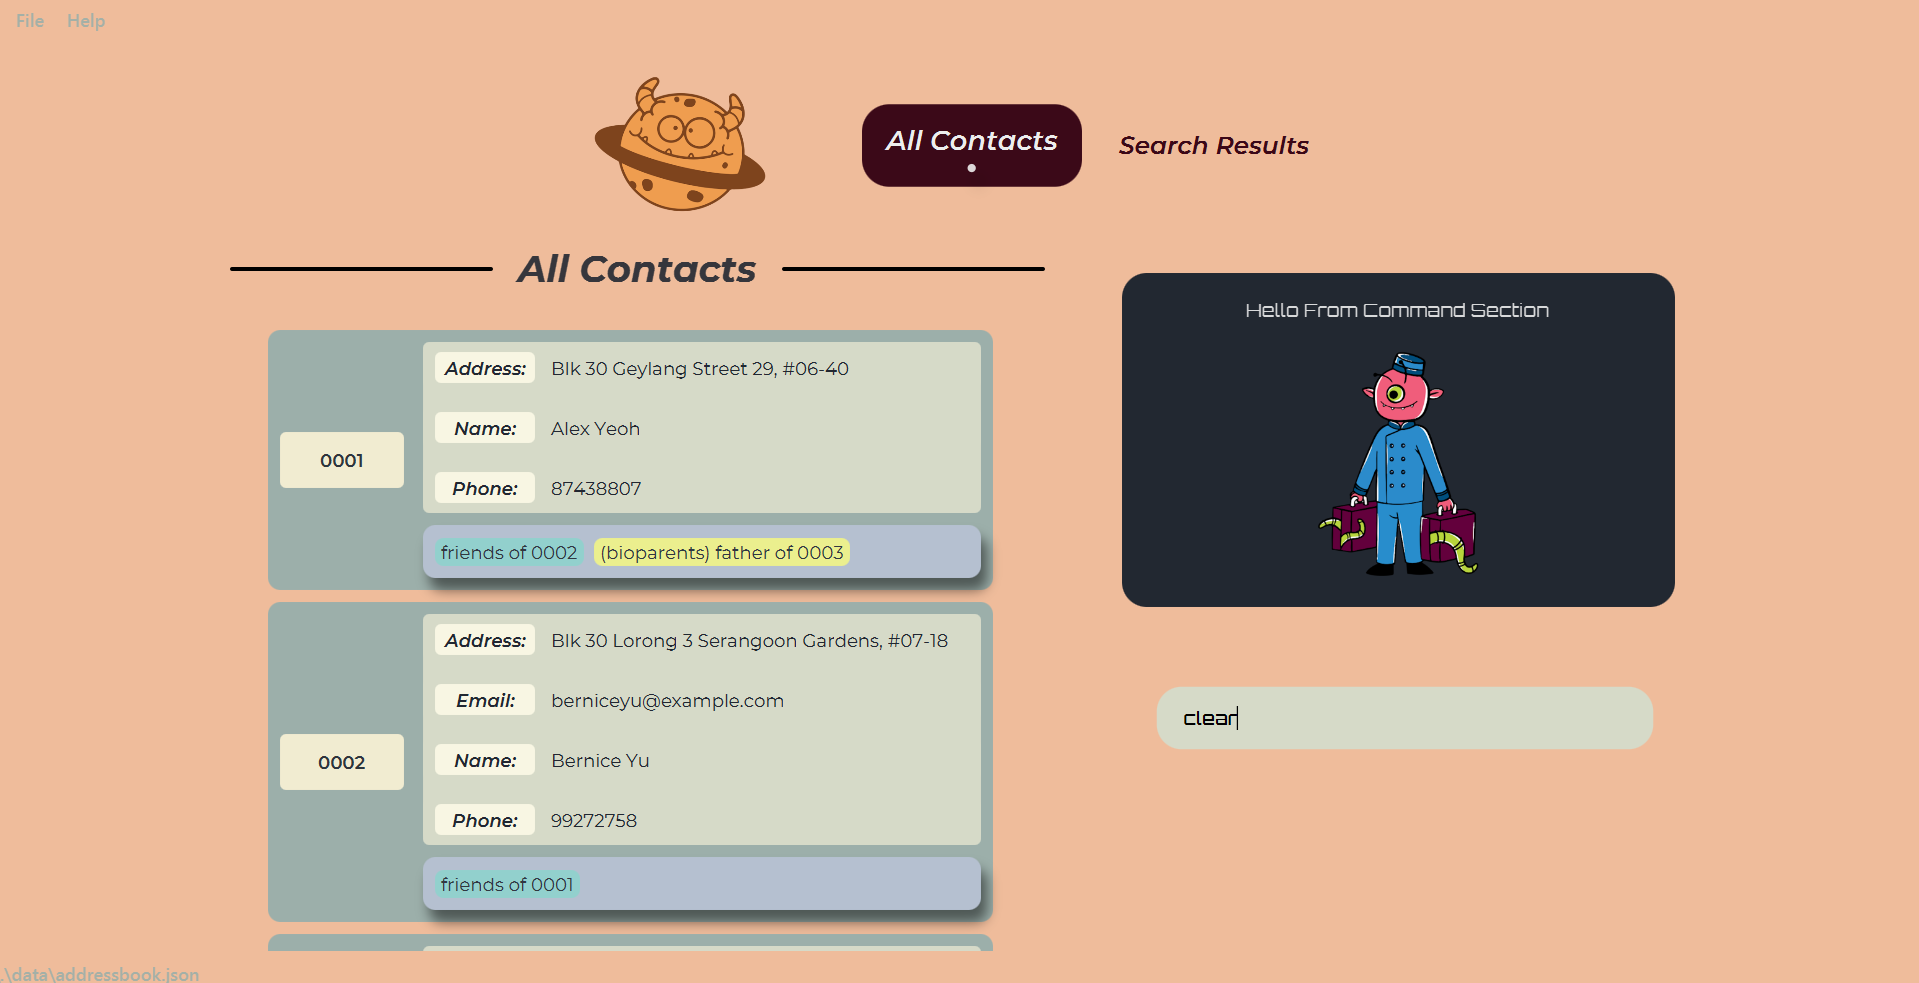 File Help
All Contacts
Search Results
All Contacts
Address: Blk 30 Geylang Street 29, #06-40
Name: Alex Yeoh
0001
Phone: 87438807
friends of 0002 (bioparents) father of 0003
Address: Blk 30 Lorong 3 Serangoon Gardens, #07-18
Email: berniceyu@example.com
0002
Name: Bernice Yu
Phone: 99272758
friends of 0001
Hello From Command Section
clear
.\data\addressbook.json